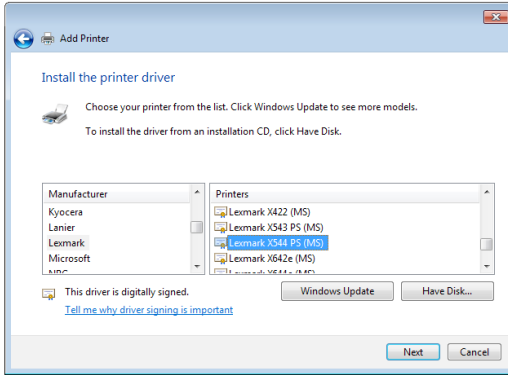 Add Printer
Install the printer driver
Choose your printer from the list. Click Windows Update to see more models.
To install the driver from an installation CD, click Have Disk.
Manufacturer
Kyocera
Lanier
Lexmark
Microsoft
Printers
Lexmark X422 (MS)
Lexmark X543 PS (MS)
Lexmark X544 PS (MS)
Lexmark X642e (MS)
This driver is digitally signed.
Tell me why driver signing is important
Windows Update
Have Disk...
Next
Cancel